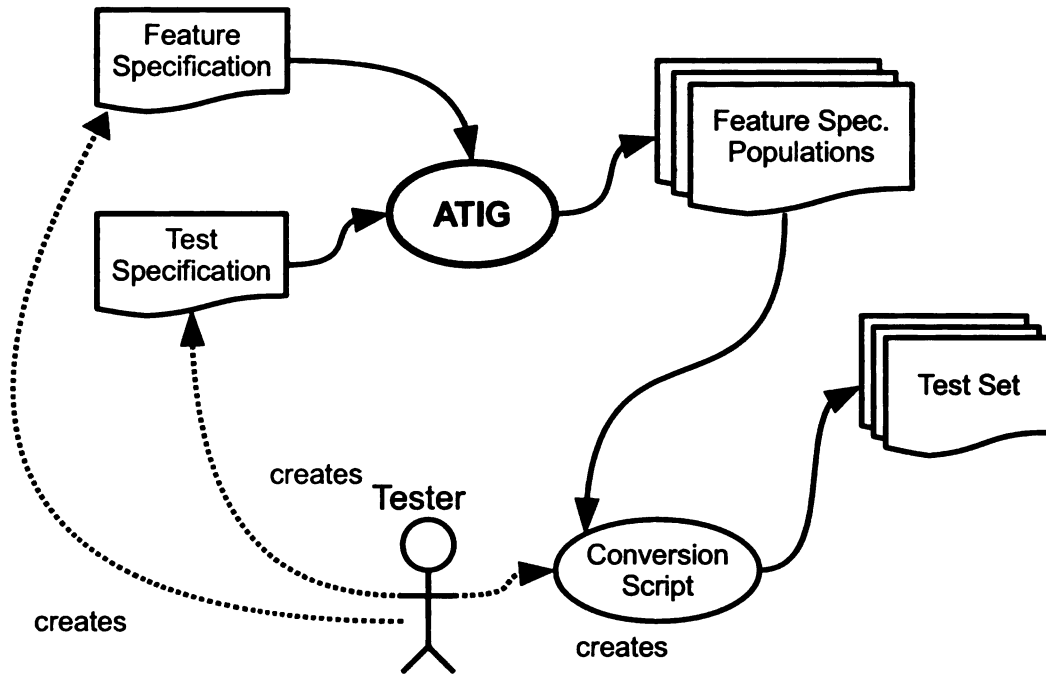 Feature
Specification
Feature Spec.
Populations
ATIG
Test
Specification
Test Set
creates
Tester
Conversion
Script
creates
creates